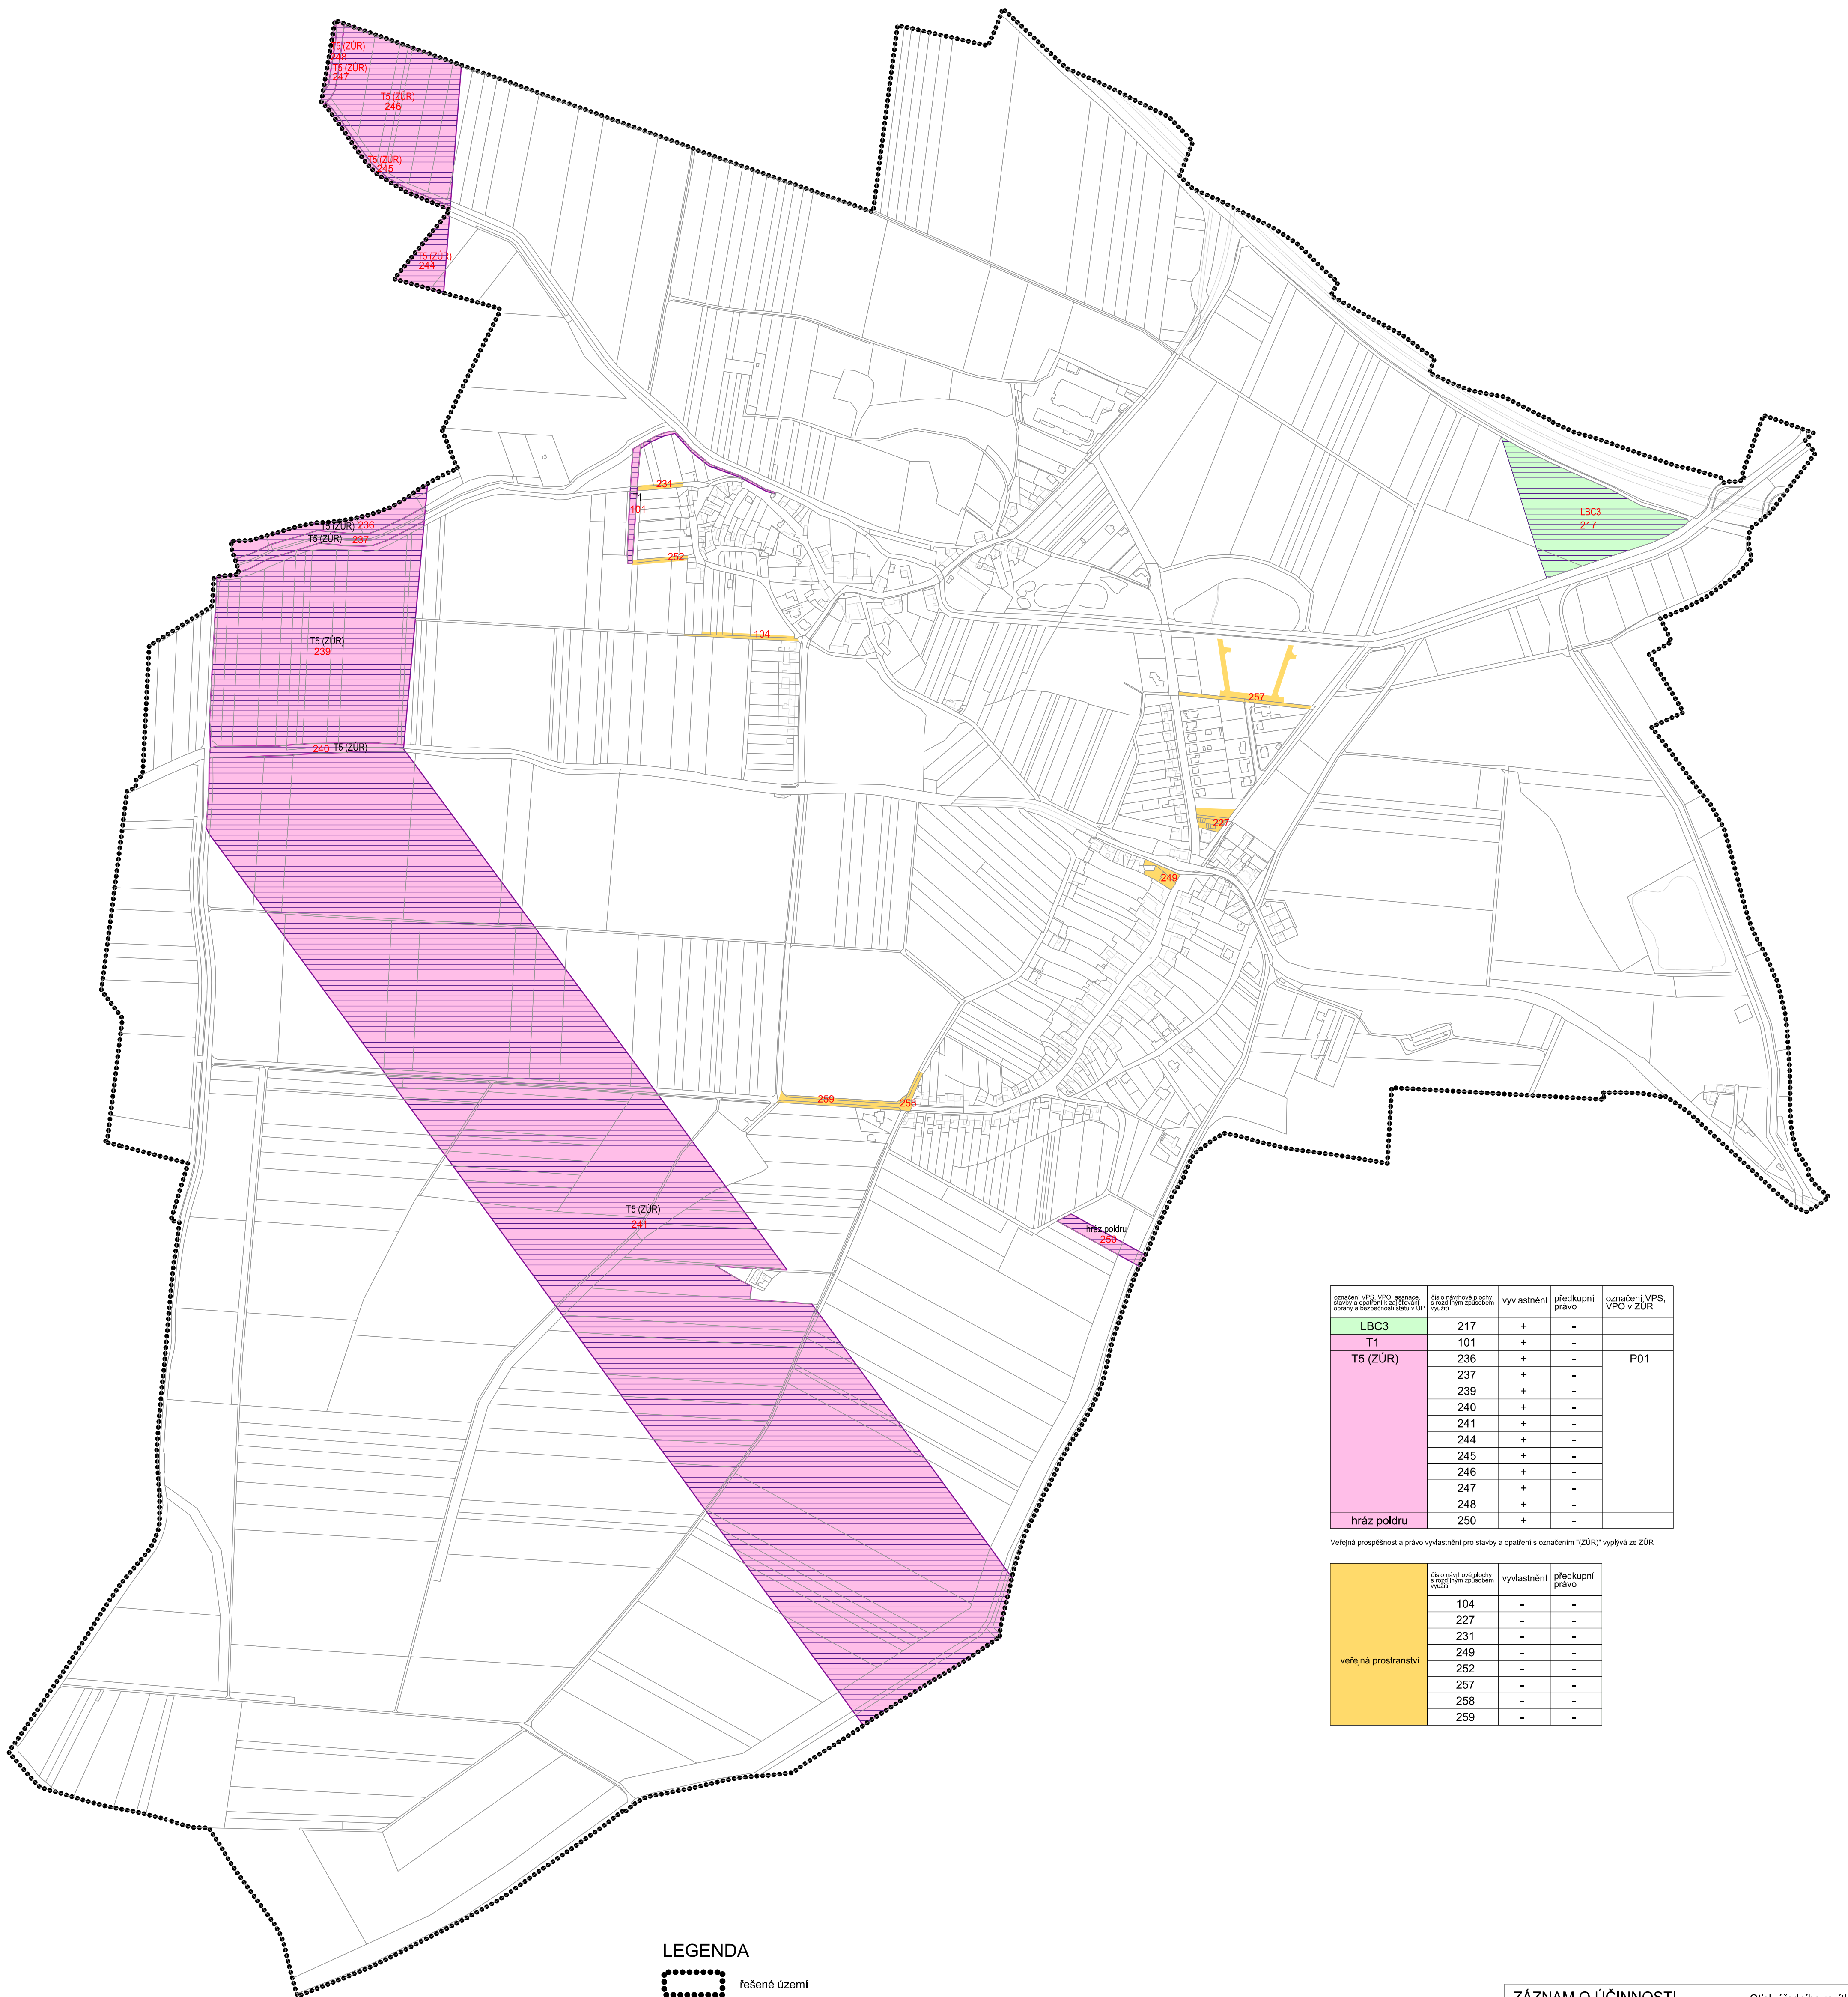 T5 (ZÚR)
248
T5 (ZÚR)
247
T5 (ZÚR)
246
T5 (ZÚR)
245
T5 (ZÚR)
244
231
T1
101
252
LBC3
217
T5 (ZÚR) 236
T5 (ZÚR) 237
104
T5 (ZÚR)
239
257
240 T5 (ZÚR)
227
249
259
258
T5 (ZÚR)
241
hráz poldru
250
označení VPS, VPO, asanace,
stavby a opatření k zajišťování
obrany a bezpečnosti státu v ÚP
číslo návrhové plochy
s rozdílným způsobem
využití
vyvlastnění
předkupní
právo
označení VPS,
VPO v ZÚR
LBC3 217 + -
T1 101 + -
T5 (ZÚR) 236 + - P01
237 + -
239 + -
240 + -
241 + -
244 + -
245 + -
246 + -
247 + -
248 + -
hráz poldru 250 + -
Veřejná prospěšnost a právo vyvlastnění pro stavby a opatření s označením "(ZÚR)" vyplývá ze ZÚR
číslo návrhové plochy
s rozdílným způsobem
využití
vyvlastnění
předkupní
právo
veřejná prostranství
104 - -
227 - -
231 - -
249 - -
252 - -
257 - -
258 - -
259 - -
LEGENDA
řešené území
ZÁZNAM O ÚČINNOSTI